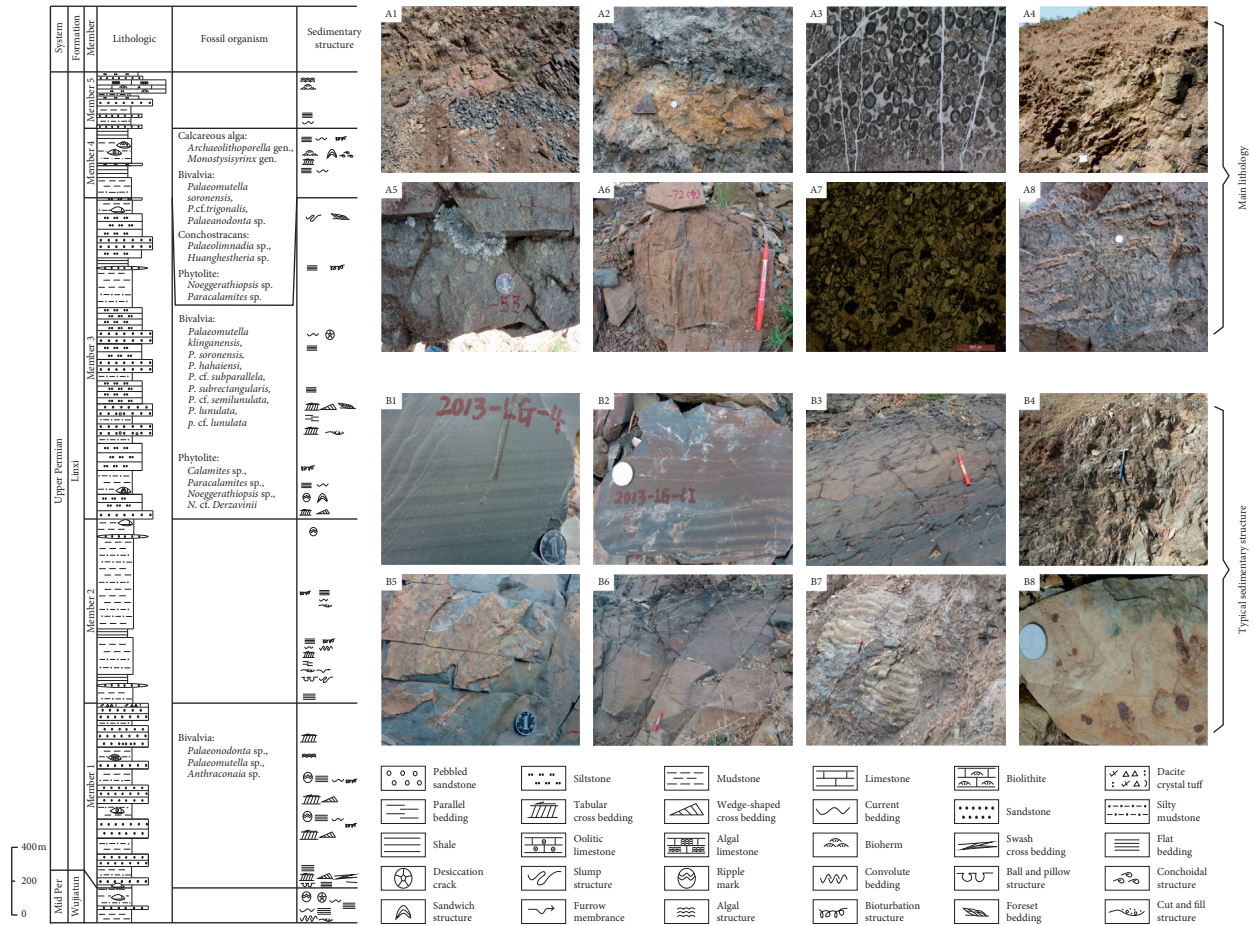 System
Formation
Member
Lithologic
Fossil organism
Sedimentary
structure
Upper Permian
Mid Per
Linxi
Wujiatun
Member 5
Member 4
Member 3
Member 2
Member 1
400 m
200
0
Calcareous alga:
Archaeolithoporella gen.,
Monostysisyrinx gen.
Bivalvia:
Palaeomutella
soronensis,
P.cf.trigonalis,
Palaeanodonta sp.
Conchostracans:
Palaeolimnadia sp.,
Huanghestheria sp.
Phytolite:
Noeggerathiopsis sp.
Paracalamites sp.
Bivalvia:
Palaeomutella
klinganensis,
P. soronensis,
P. hahaiensi,
P. cf. subparallela,
P. subrectangularis,
P. cf. semilunulata,
P. lunulata,
p. cf. lunulata
Phytolite:
Calamites sp.,
Paracalamites sp.,
Noeggerathiopsis sp.,
N. cf. Derzavinii
Bivalvia:
Palaeonodonta sp.,
Palaeomutella sp.,
Anthraconaia sp.
A1
A2
A3
A4
A5
-53
A6
A7
A8
Main lithology
B1
2013-LG-4
1
B2
2013-LG-CI
B3
B4
B5
1
B6
B7
B8
Typical sedimentary structure
Pebbled
sandstone
Siltstone
Mudstone
Limestone
Biolithite
Dacite
crystal tuff
Parallel
bedding
Tabular
cross bedding
Wedge-shaped
cross bedding
Current
bedding
Sandstone
Silty
mudstone
Shale
Oolitic
limestone
Algal
limestone
Bioherm
Swash
cross bedding
Flat
bedding
Desiccation
crack
Slump
structure
Ripple
mark
Convolute
bedding
Ball and pillow
structure
Conchoidal
structure
Sandwich
structure
Furrow
membrance
Algal
structure
Bioturbation
structure
Foreset
bedding
Cut and fill
structure